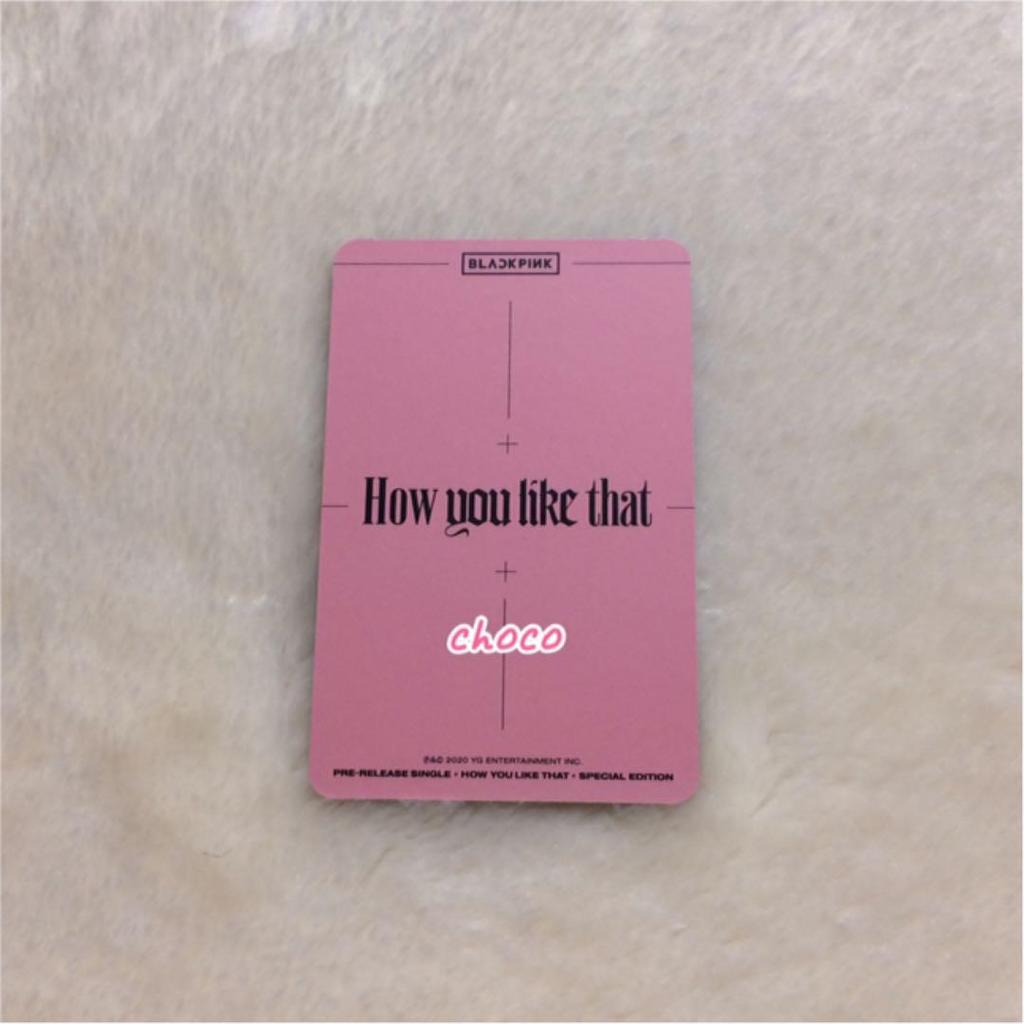 BLACKPINK
How you like that
choco
℗&© 2020 YG ENTERTAINMENT INC.
PRE-RELEASE SINGLE • HOW YOU LIKE THAT • SPECIAL EDITION